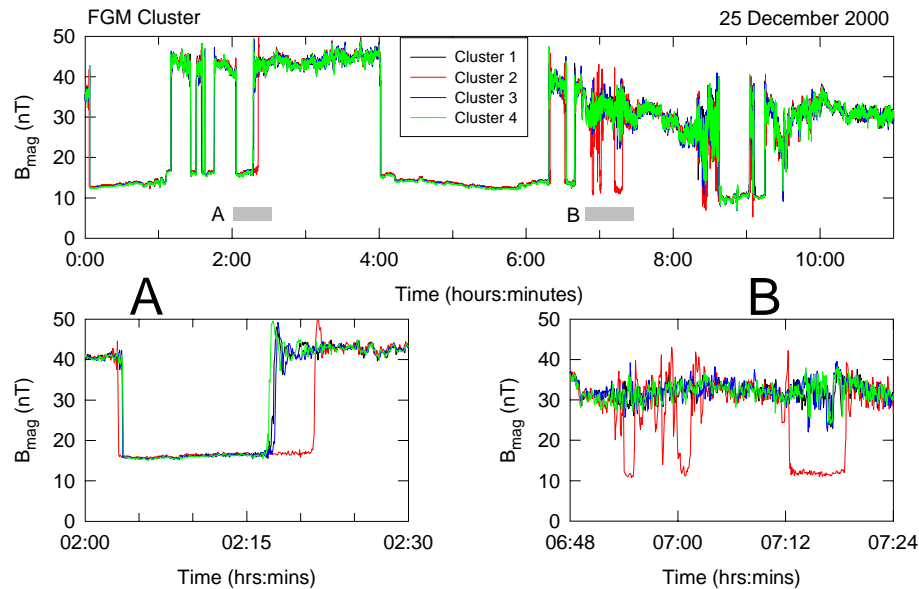 FGM Cluster 25 December 2000
50
40
30
20
10
0
B_mag (nT)
Cluster 1
Cluster 2
Cluster 3
Cluster 4
A B
0:00 2:00 4:00 6:00 8:00 10:00
Time (hours:minutes)
A B
50
40
30
20
10
0
B_mag (nT)
02:00 02:15 02:30
Time (hrs:mins)
50
40
30
20
10
0
B_mag (nT)
06:48 07:00 07:12 07:24
Time (hrs:mins)